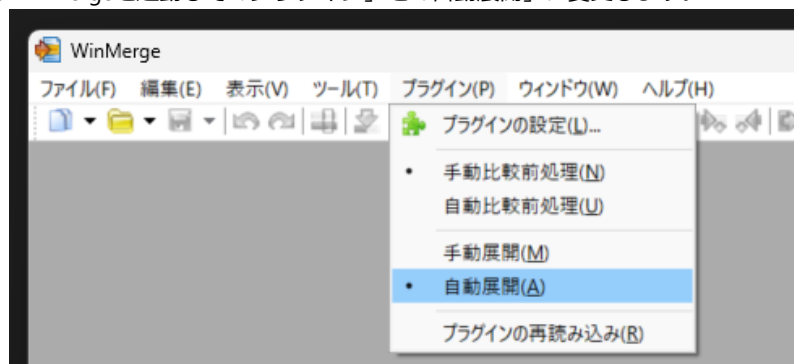 WinMerge
ファイル(F) 編集(E) 表示(V) ツール(T) プラグイン(P) ウィンドウ(W) ヘルプ(H)
プラグインの設定(L)...
• 手動比較前処理(N)
自動比較前処理(U)
手動展開(M)
• 自動展開(A)
プラグインの再読み込み(R)